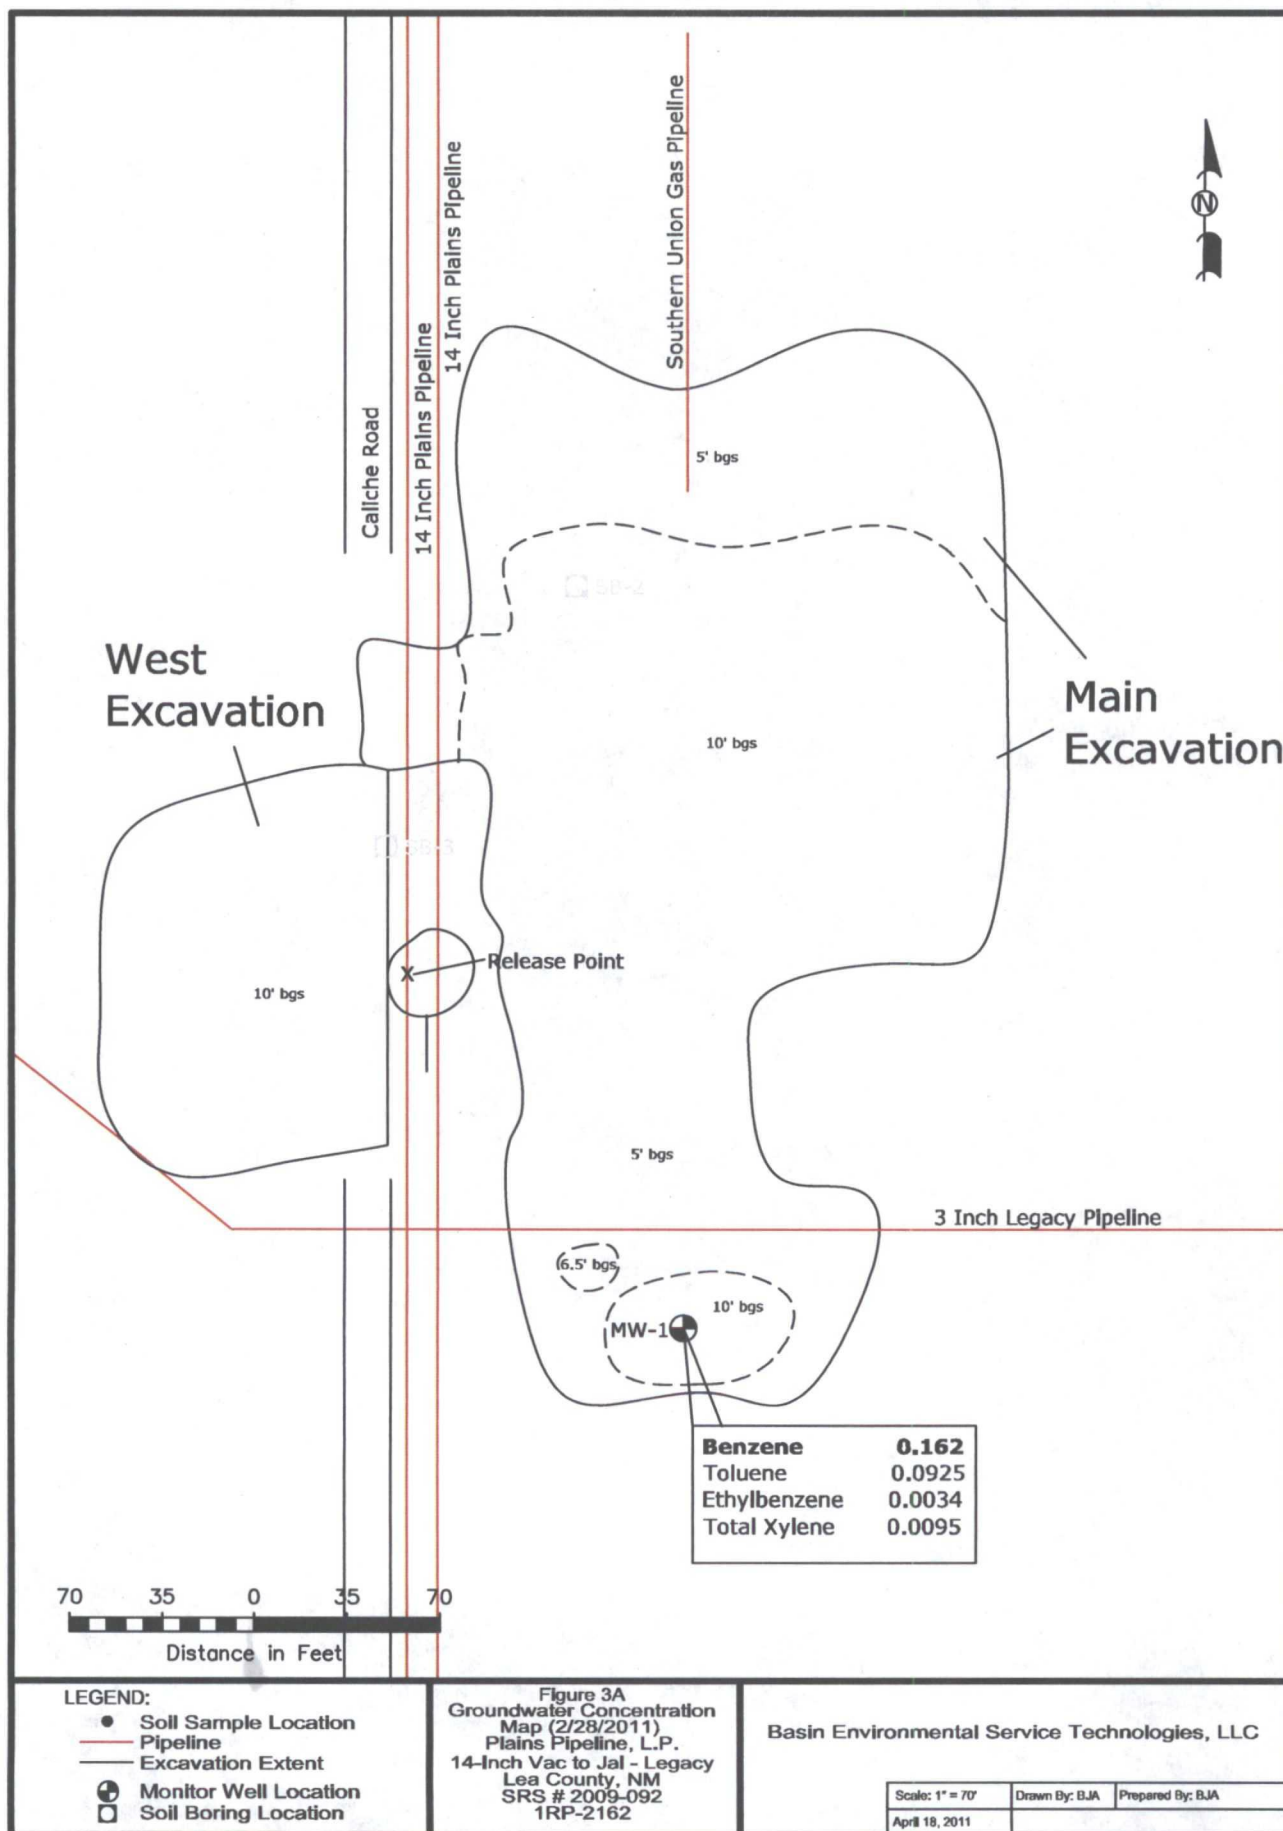 Southern Union Gas Pipeline
14 Inch Plains Pipeline
14 Inch Plains Pipeline
Caliche Road
N
5' bgs
SB-2
West
Excavation
Main
Excavation
10' bgs
SB-3
Release Point
10' bgs
5' bgs
3 Inch Legacy Pipeline
6.5' bgs
10' bgs
MW-1
Benzene 0.162
Toluene 0.0925
Ethylbenzene 0.0034
Total Xylene 0.0095
70 35 0 35 70
Distance in Feet
LEGEND:
Soil Sample Location
Pipeline
Excavation Extent
Monitor Well Location
Soil Boring Location
Figure 3A
Groundwater Concentration
Map (2/28/2011)
Plains Pipeline, L.P.
14-Inch Vac to Jal - Legacy
Lea County, NM
SRS # 2009-092
1RP-2162
Basin Environmental Service Technologies, LLC
Scale: 1" = 70' Drawn By: BJA Prepared By: BJA
April 18, 2011
X